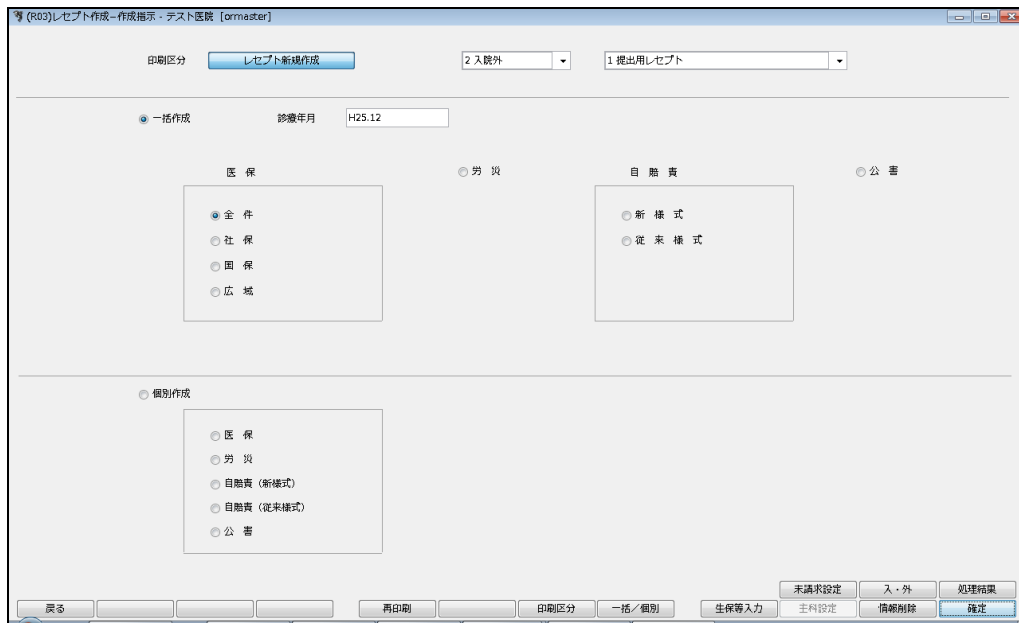 (R03)レセプト作成−作成指示 - テスト医院 [ormaster]
印刷区分 レセプト新規作成 2 入院外 1 提出用レセプト
一括作成 診療年月 H25.12
医 保 労 災 自 賠 責 公 害
全 件 新 様 式
社 保 従 来 様 式
国 保
広 域
個別作成
医 保
労 災
自賠責（新様式）
自賠責（従来様式）
公 害
未請求設定 入・外 処理結果
戻る 再印刷 印刷区分 一括／個別 生保等入力 主科設定 情報削除 確定